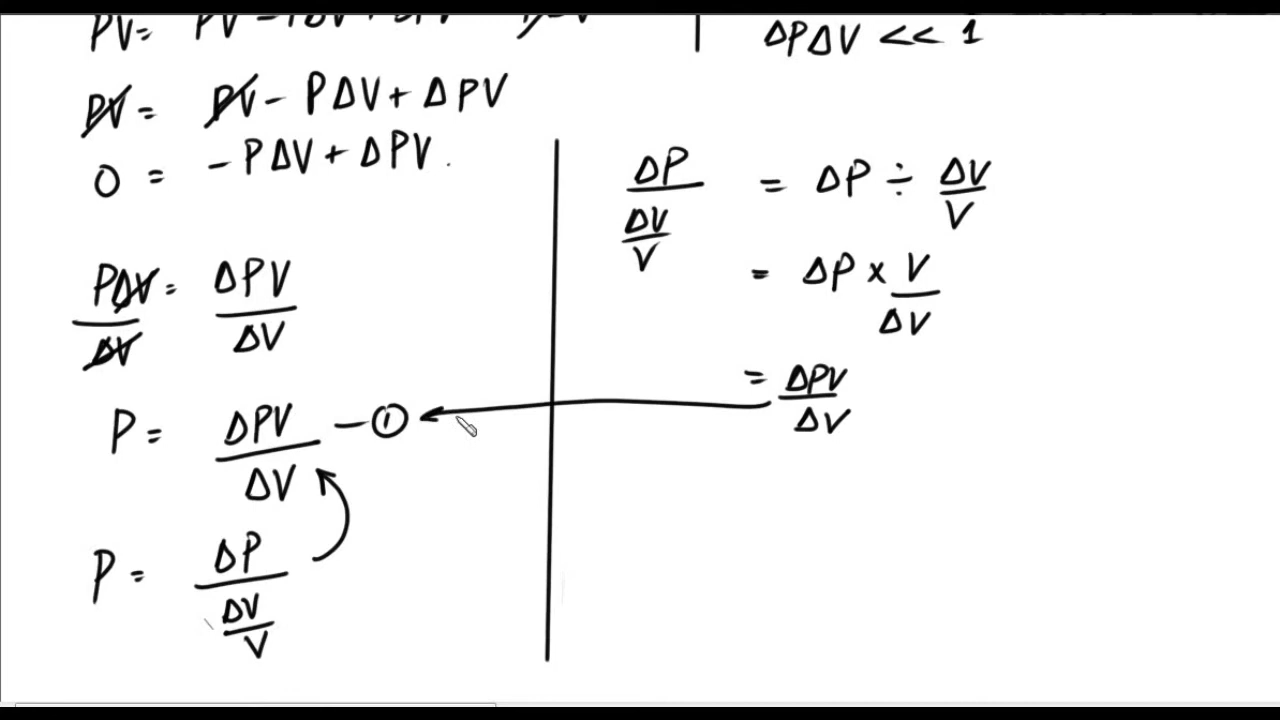 PV =
ΔPΔV << 1
PV = PV - PΔV + ΔPV
0 = -PΔV + ΔPV.
PΔV/ΔV = ΔPV/ΔV
P = ΔPV/ΔV - ①
P = ΔP/(ΔV/V)
ΔP/(ΔV/V) = ΔP ÷ ΔV/V
= ΔP × V/ΔV
= ΔPV/ΔV